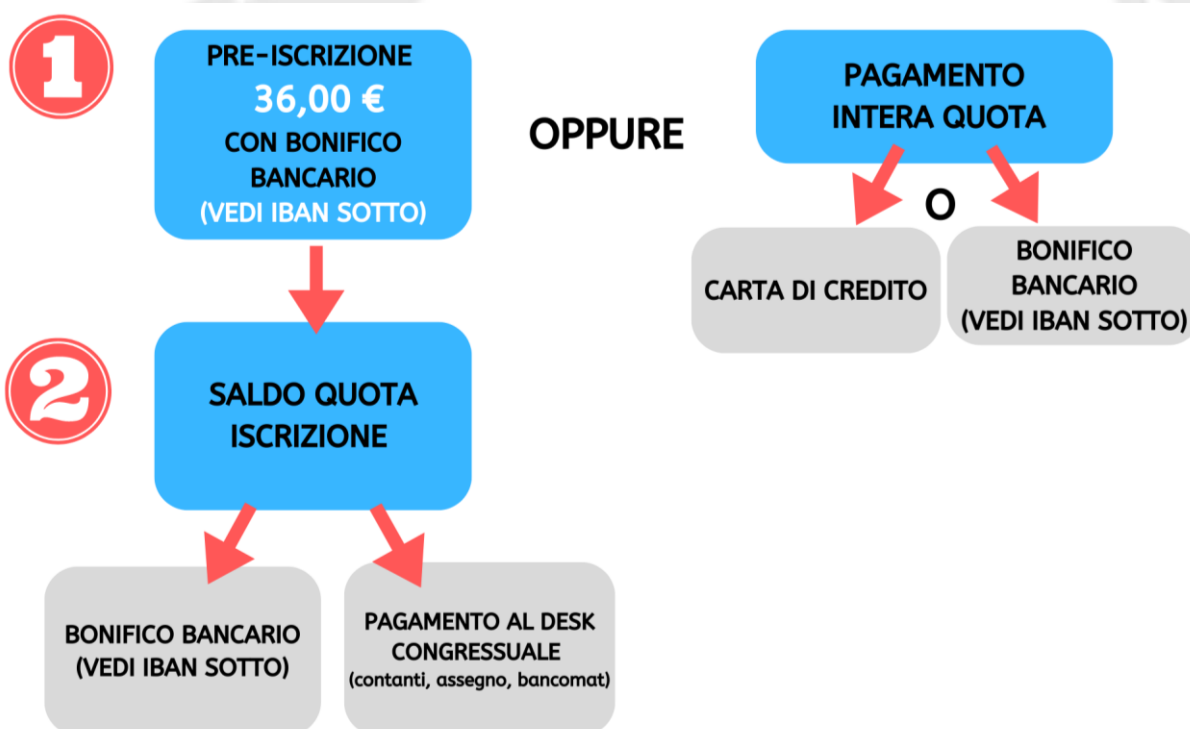 1
PRE-ISCRIZIONE
36,00 €
CON BONIFICO
BANCARIO
(VEDI IBAN SOTTO)
OPPURE
PAGAMENTO
INTERA QUOTA
O
CARTA DI CREDITO
BONIFICO
BANCARIO
(VEDI IBAN SOTTO)
2
SALDO QUOTA
ISCRIZIONE
BONIFICO BANCARIO
(VEDI IBAN SOTTO)
PAGAMENTO AL DESK
CONGRESSUALE
(contanti, assegno, bancomat)